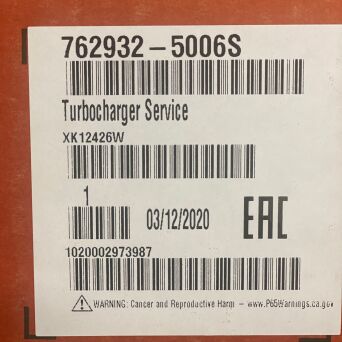 762932-5006S
Turbocharger Service
XK12426W
1
03/12/2020 EAC
1020002973987
WARNING: Cancer and Reproductive Harm - www.P65Warnings.ca.gov